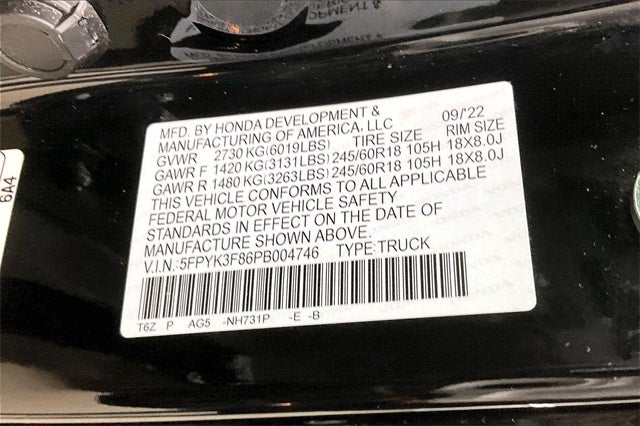 MFD. BY HONDA DEVELOPMENT & 09/'22
MANUFACTURING OF AMERICA, LLC
GVWR 2730 KG(6019LBS) TIRE SIZE RIM SIZE
GAWR F 1420 KG(3131LBS) 245/60R18 105H 18X8.0J
GAWR R 1480 KG(3263LBS) 245/60R18 105H 18X8.0J
THIS VEHICLE CONFORMS TO ALL APPLICABLE
FEDERAL MOTOR VEHICLE SAFETY
STANDARDS IN EFFECT ON THE DATE OF
MANUFACTURE SHOWN ABOVE.
V.I.N.:5FPYK3F86PB004746 TYPE:TRUCK
T6Z P AG5 -NH731P -E -B
6A4